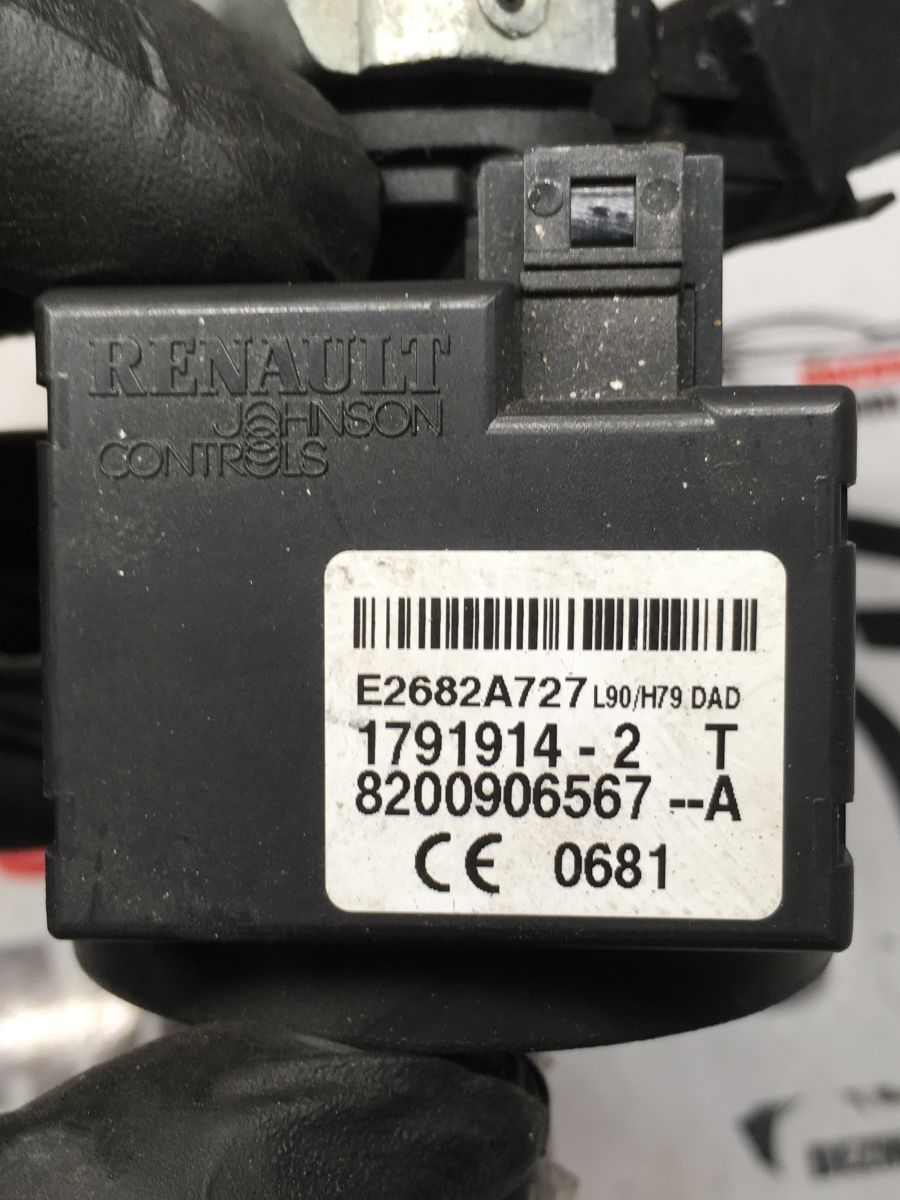 RENAULT
JOHNSON
CONTROLS
E2682A727 L90/H79 DAD
1791914 - 2 T
8200906567 --A
CE 0681